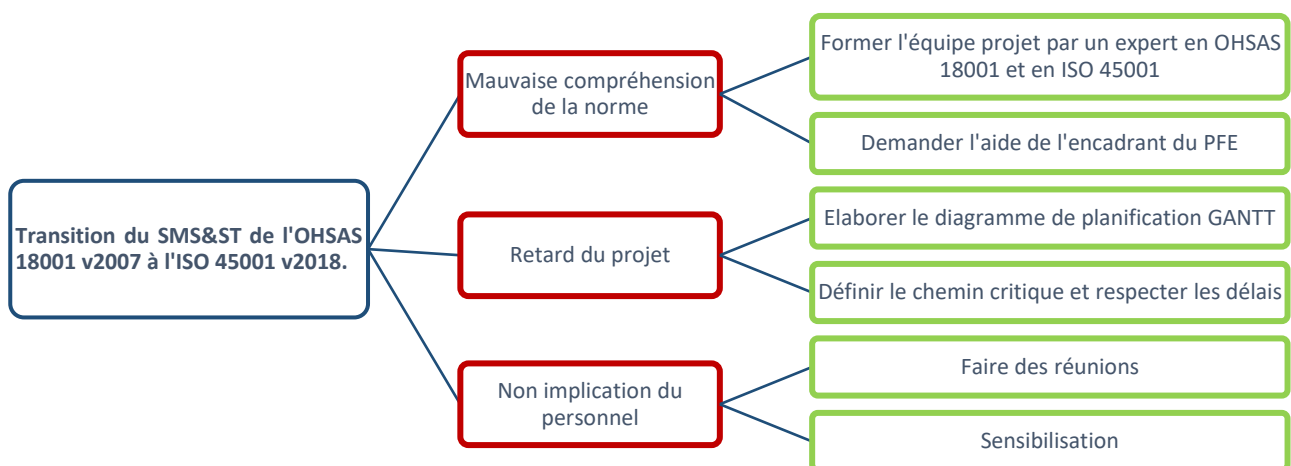 Transition du SMS&ST de l'OHSAS
18001 v2007 à l'ISO 45001 v2018.
Mauvaise compréhension
de la norme
Former l'équipe projet par un expert en OHSAS
18001 et en ISO 45001
Demander l'aide de l'encadrant du PFE
Retard du projet
Elaborer le diagramme de planification GANTT
Définir le chemin critique et respecter les délais
Non implication du
personnel
Faire des réunions
Sensibilisation